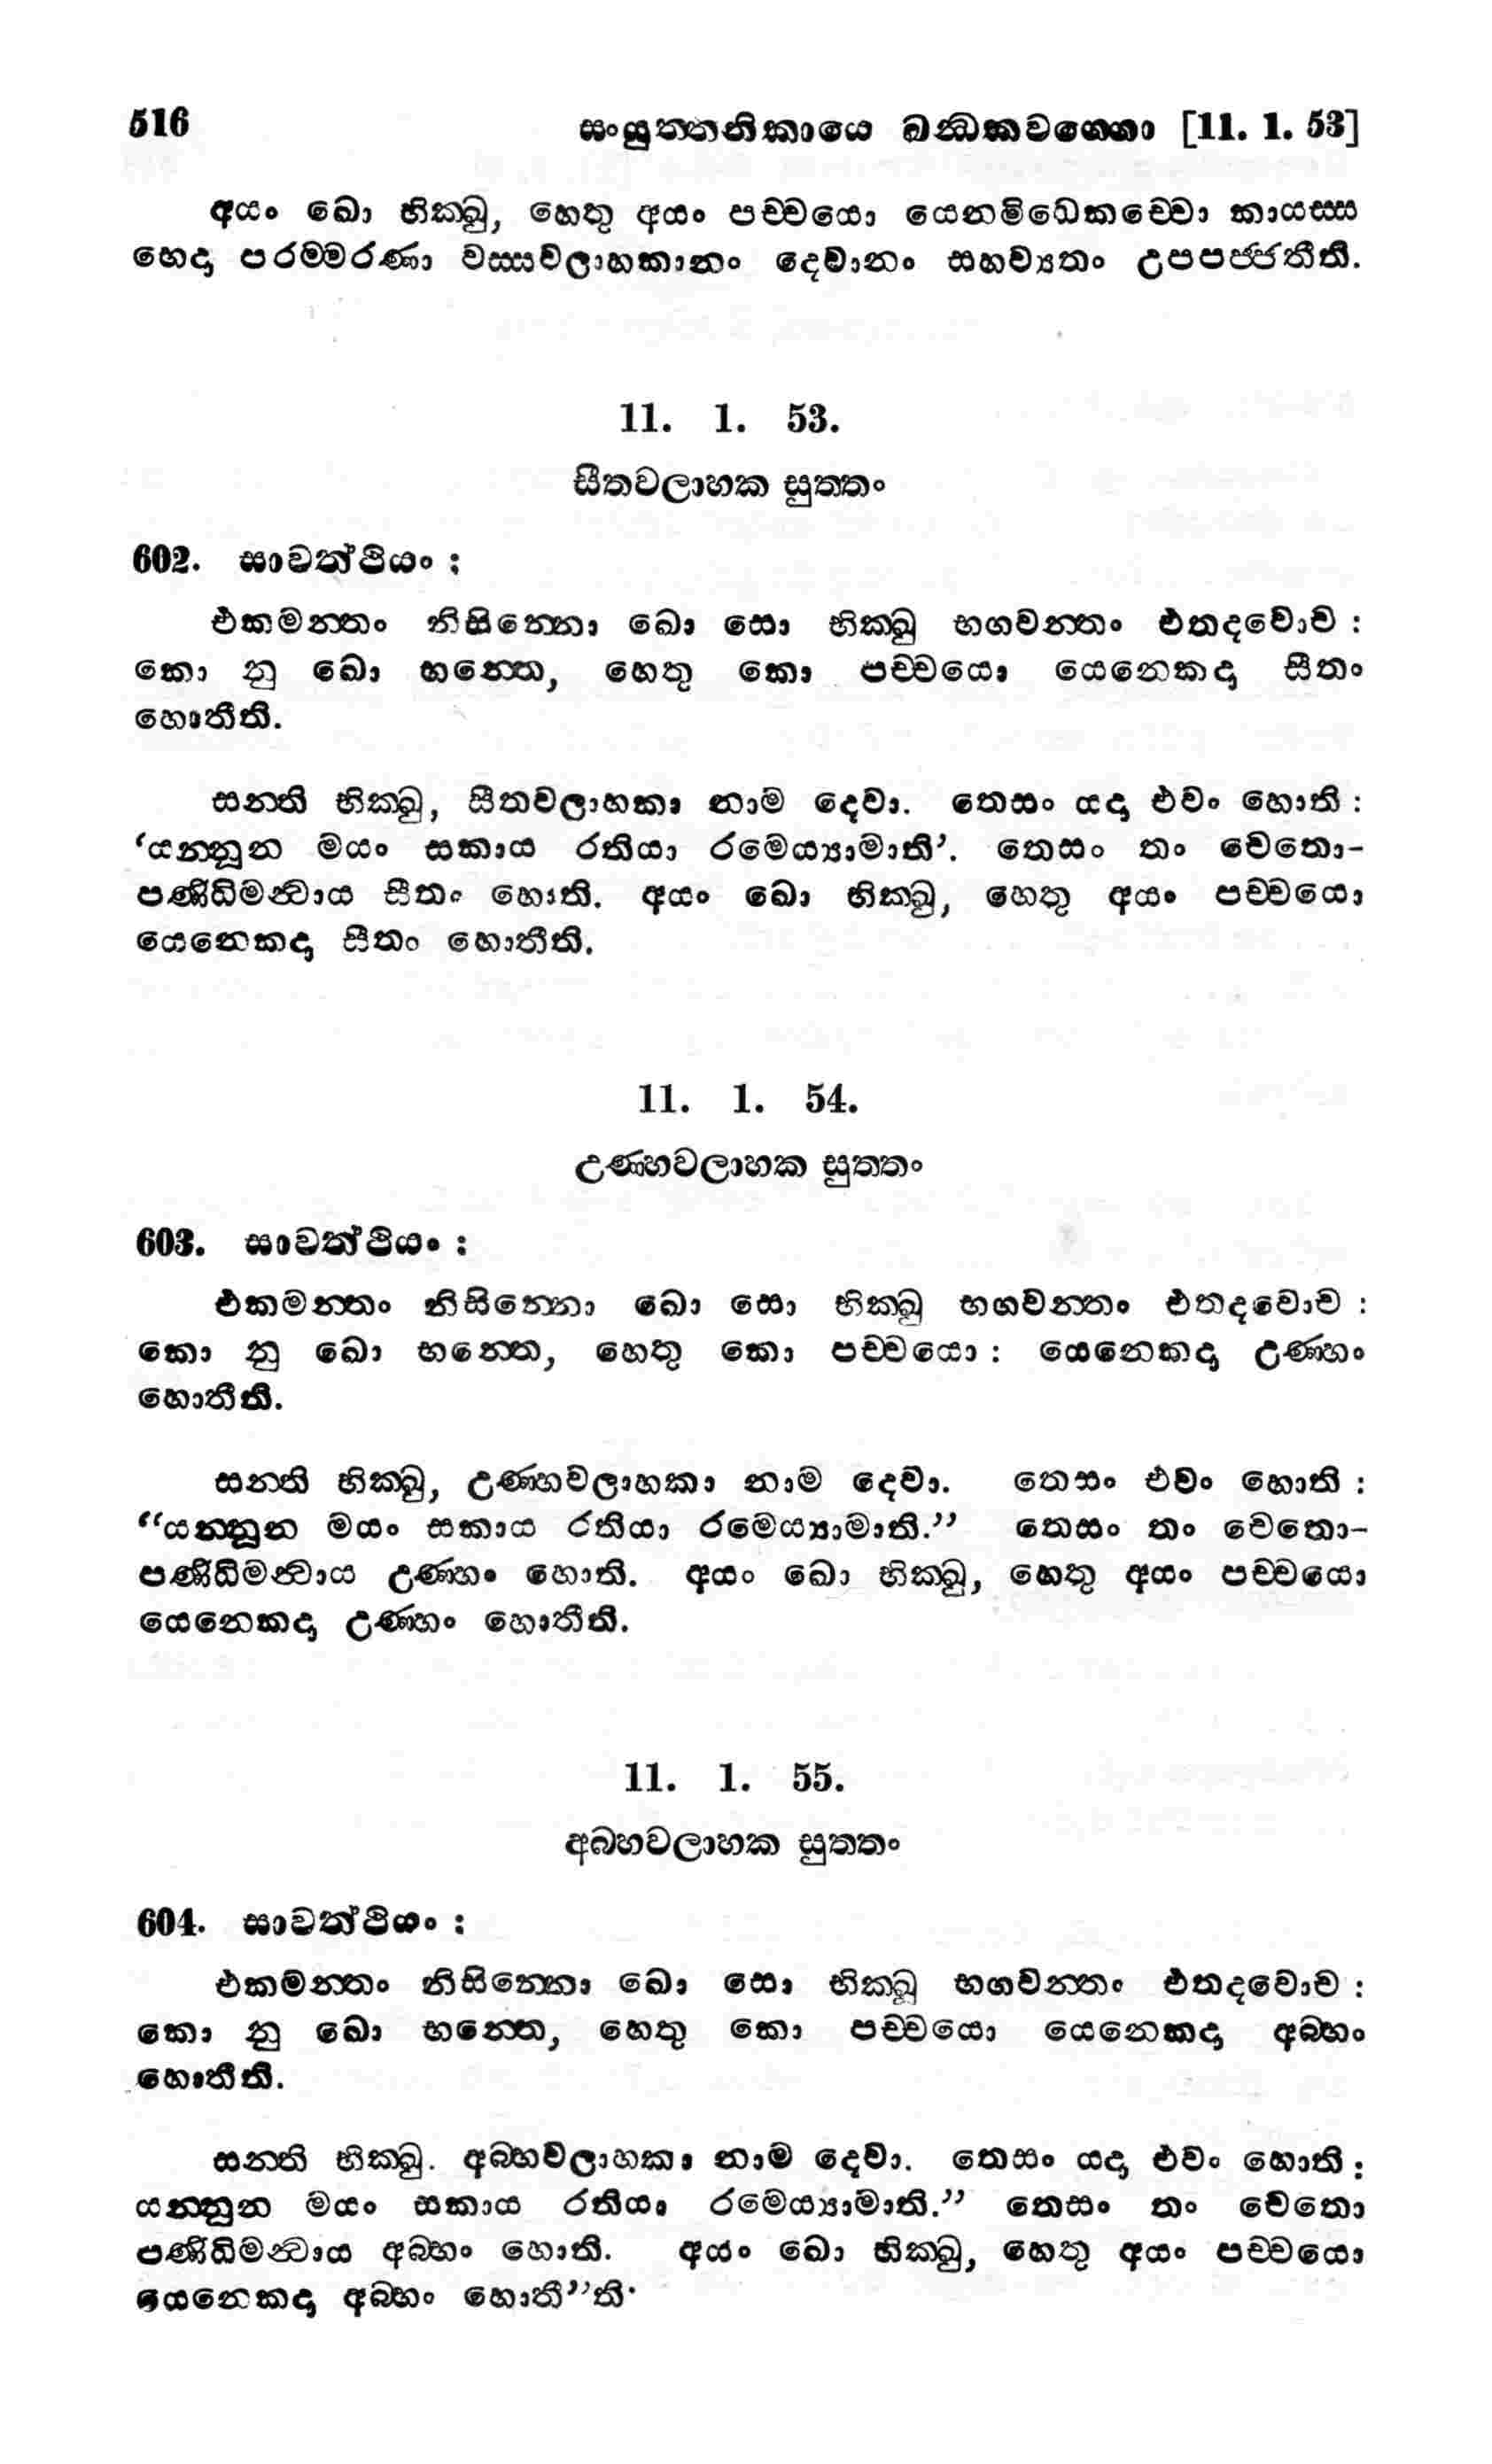 516 සංයුත්තනිකායෙ ඛන්ධකවග්ගො [11. 1. 53]
අයං ඛො භික්ඛු, හෙතු අයං පච්චයො යෙනමිධෙකච්චො කායස්ස
භෙදා පරම්මරණා වස්සවලාහකානං දෙවානං සහව්‍යතං උපපජ්ජතීති.
11. 1. 53.
සීතවලාහක සුත්තං
602. සාවත්ථියං :
එකමන්තං නිසින්නො ඛො සො භික්ඛු භගවන්තං එතදවොච :
කො නු ඛො භන්තෙ, හෙතු කො පච්චයො යෙනෙකදා සීතං
හොතීති.
සන්ති භික්ඛු, සීතවලාහකා නාම දෙවා. තෙසං යදා එවං හොති :
‘යන්නූන මයං සකාය රතියා රමෙය්‍යාමාති’. තෙසං තං චෙතො-
පණිධිමන්වාය සීතං හොති. අයං ඛො භික්ඛු, හෙතු අයං පච්චයො
යෙනෙකදා සීතං හොතීති.
11. 1. 54.
උණ්හවලාහක සුත්තං
603. සාවත්ථියං :
එකමන්තං නිසින්නො ඛො සො භික්ඛු භගවන්තං එතදවොච :
කො නු ඛො භන්තෙ, හෙතු කො පච්චයො : යෙනෙකදා උණ්හං
හොතීති.
සන්ති භික්ඛු, උණ්හවලාහකා නාම දෙවා. තෙසං එවං හොති :
“යන්නූන මයං සකාය රතියා රමෙය්‍යාමාති.” තෙසං තං චෙතො-
පණිධිමන්වාය උණ්හං හොති. අයං ඛො භික්ඛු, හෙතු අයං පච්චයො
යෙනෙකදා උණ්හං හොතීති.
11. 1. 55.
අබ්භවලාහක සුත්තං
604. සාවත්ථියං :
එකමන්තං නිසින්නො ඛො සො භික්ඛු භගවන්තං එතදවොච :
කො නු ඛො භන්තෙ, හෙතු කො පච්චයො යෙනෙකදා අබ්භං
හොතීති.
සන්ති භික්ඛු. අබ්භවලාහකා නාම දෙවා. තෙසං යදා එවං හොති :
යන්නුන මයං සකාය රතියා රමෙය්‍යාමාති.” තෙසං තං චෙතො
පණිධිමන්වාය අබ්භං හොති. අයං ඛො භික්ඛු, හෙතු අයං පච්චයො
යෙනෙකදා අබ්භං හොතී”ති.